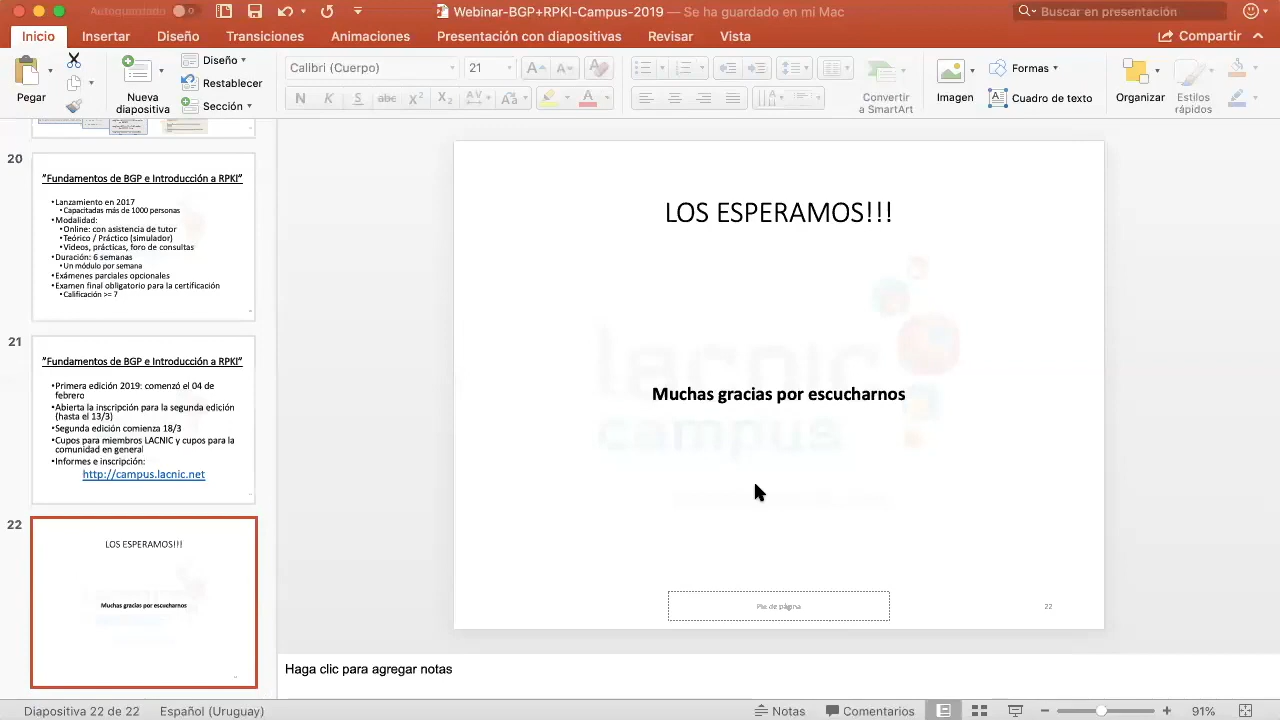 Autoguardado
Webinar-BGP+RPKI-Campus-2019 — Se ha guardado en mi Mac
Buscar en presentación
Inicio Insertar Diseño Transiciones Animaciones Presentación con diapositivas Revisar Vista
Compartir
Pegar
Nueva
diapositiva
Diseño
Restablecer
Sección
Calibri (Cuerpo) 21
N K S abc X² X₂
Convertir
a SmartArt
Imagen
Formas
Cuadro de texto
Organizar
Estilos
rápidos
20
"Fundamentos de BGP e Introducción a RPKI"
•Lanzamiento en 2017
•Capacitadas más de 1000 personas
•Modalidad:
•Online: con asistencia de tutor
•Teórico / Práctico (simulador)
•Videos, prácticas, foro de consultas
•Duración: 6 semanas
•Un módulo por semana
•Exámenes parciales opcionales
•Examen final obligatorio para la certificación
•Calificación >= 7
21
"Fundamentos de BGP e Introducción a RPKI"
•Primera edición 2019: comenzó el 04 de
febrero
•Abierta la inscripción para la segunda edición
(hasta el 13/3)
•Segunda edición comienza 18/3
•Cupos para miembros LACNIC y cupos para la
comunidad en general
•Informes e inscripción:
http://campus.lacnic.net
22
LOS ESPERAMOS!!!
Muchas gracias por escucharnos
LOS ESPERAMOS!!!
lacnic
campus
Muchas gracias por escucharnos
Pie de página
22
Haga clic para agregar notas
Diapositiva 22 de 22 Español (Uruguay) Notas Comentarios 91%